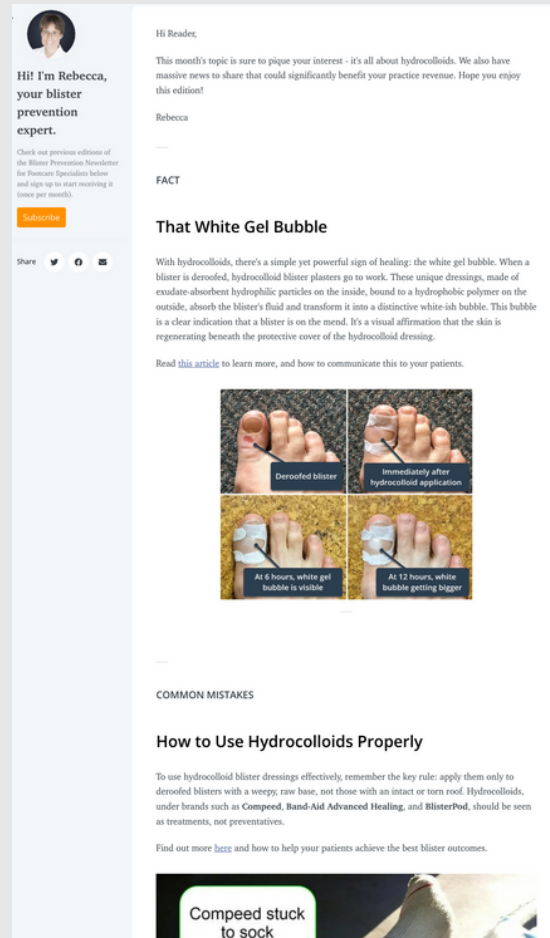 Hi! I'm Rebecca,
your blister
prevention
expert.
Check out previous editions of
the Blister Prevention Newsletter
for Footcare Specialists below
and sign up to start receiving it
(once per month).
Subscribe
Share
Hi Reader,
This month's topic is sure to pique your interest - it's all about hydrocolloids. We also have
massive news to share that could significantly benefit your practice revenue. Hope you enjoy
this edition!
Rebecca
FACT
That White Gel Bubble
With hydrocolloids, there's a simple yet powerful sign of healing: the white gel bubble. When a
blister is deroofed, hydrocolloid blister plasters go to work. These unique dressings, made of
exudate-absorbent hydrophilic particles on the inside, bound to a hydrophobic polymer on the
outside, absorb the blister's fluid and transform it into a distinctive white-ish bubble. This bubble
is a clear indication that a blister is on the mend. It's a visual affirmation that the skin is
regenerating beneath the protective cover of the hydrocolloid dressing.
Read this article to learn more, and how to communicate this to your patients.
Deroofed blister
Immediately after
hydrocolloid application
At 6 hours, white gel
bubble is visible
At 12 hours, white
bubble getting bigger
COMMON MISTAKES
How to Use Hydrocolloids Properly
To use hydrocolloid blister dressings effectively, remember the key rule: apply them only to
deroofed blisters with a weepy, raw base, not those with an intact or torn roof. Hydrocolloids,
under brands such as Compeed, Band-Aid Advanced Healing, and BlisterPod, should be seen
as treatments, not preventatives.
Find out more here and how to help your patients achieve the best blister outcomes.
Compeed stuck
to sock